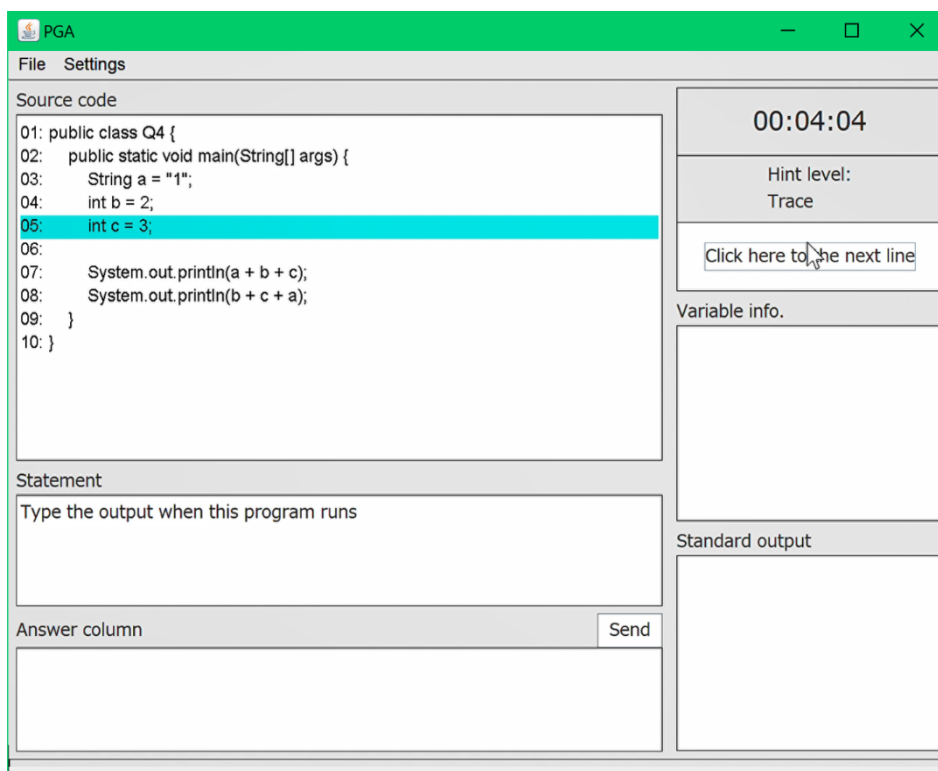 PGA
File Settings
Source code
01: public class Q4 {
02: public static void main(String[] args) {
03: String a = "1";
04: int b = 2;
05: int c = 3;
06:
07: System.out.println(a + b + c);
08: System.out.println(b + c + a);
09: }
10: }
Statement
Type the output when this program runs
Answer column
Send
00:04:04
Hint level:
Trace
Click here to the next line
Variable info.
Standard output